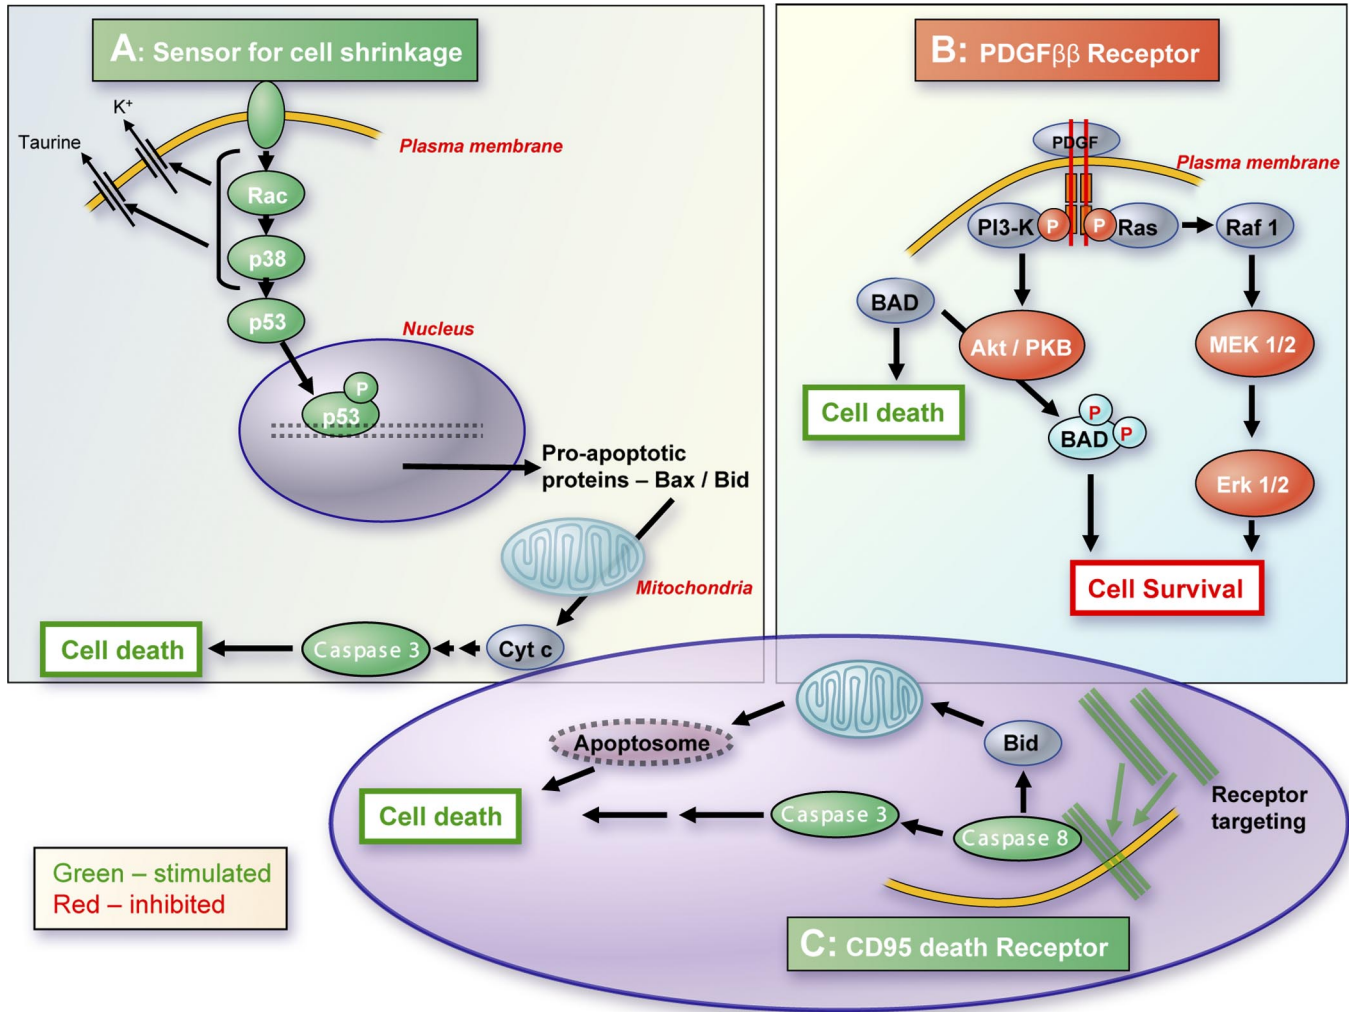 A: Sensor for cell shrinkage
K+
Taurine
Plasma membrane
Rac
p38
p53
Nucleus
P
p53
Pro-apoptotic
proteins – Bax / Bid
Mitochondria
Cyt c
Caspase 3
Cell death
B: PDGFββ Receptor
PDGF
Plasma membrane
PI3-K
P
P
Ras
Raf 1
BAD
Akt / PKB
MEK 1/2
Cell death
P
BAD
P
Erk 1/2
Cell Survival
Bid
Apoptosome
Receptor
targeting
Cell death
Caspase 3
Caspase 8
C: CD95 death Receptor
Green – stimulated
Red – inhibited